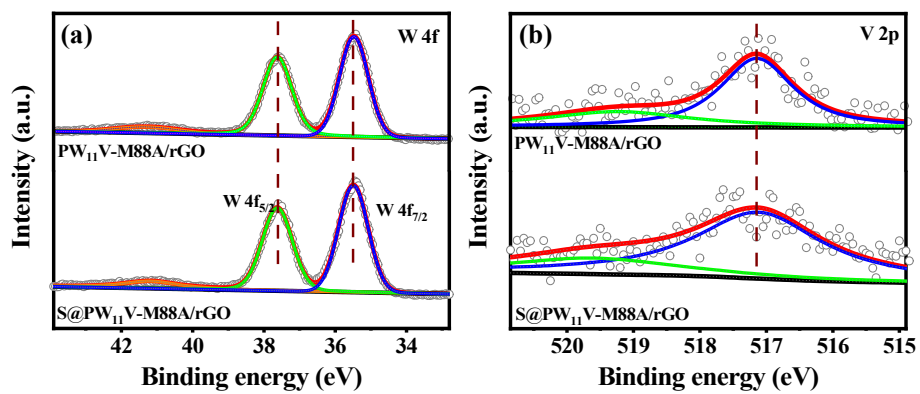 (a)
W 4f
PW₁₁V-M88A/rGO
W 4f₅/₂
W 4f₇/₂
S@PW₁₁V-M88A/rGO
Intensity (a.u.)
42 40 38 36 34
Binding energy (eV)
(b)
V 2p
PW₁₁V-M88A/rGO
S@PW₁₁V-M88A/rGO
Intensity (a.u.)
520 519 518 517 516 515
Binding energy (eV)